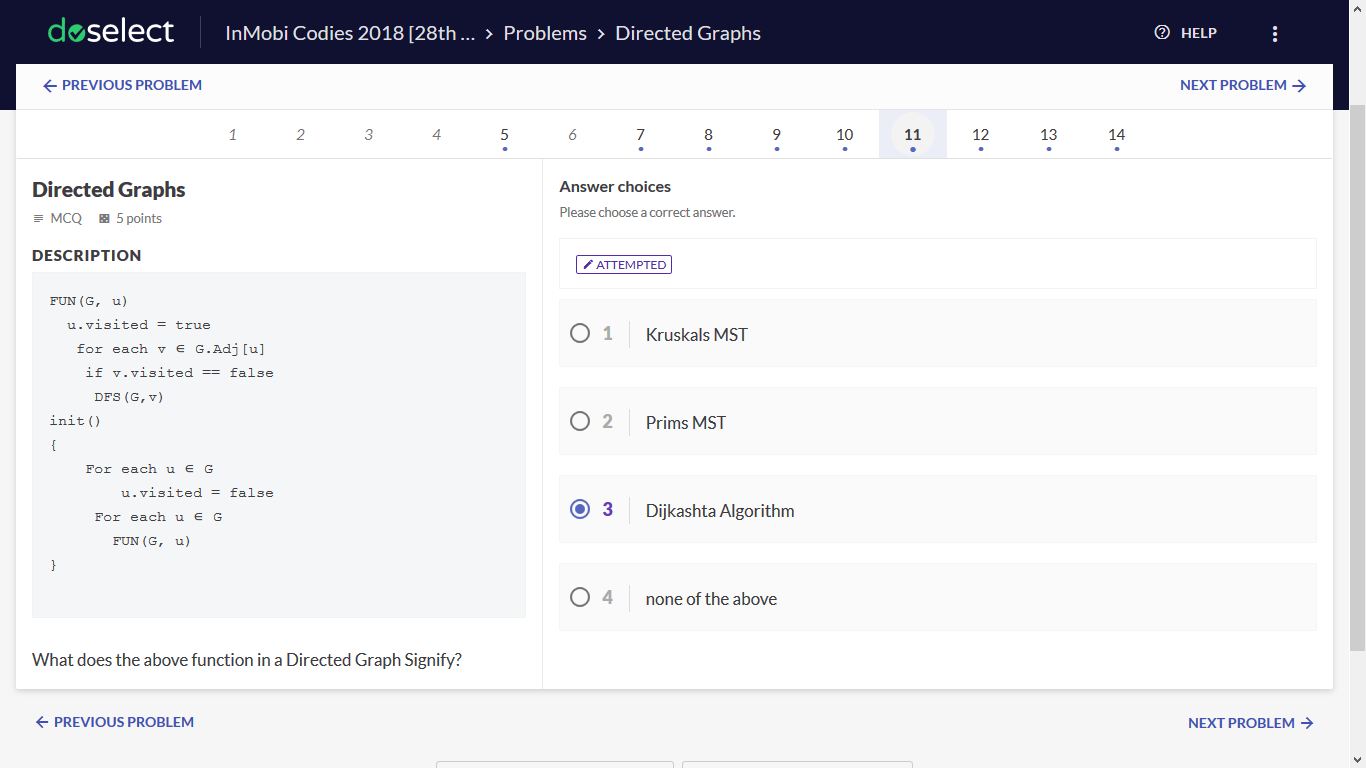 doselect
InMobi Codies 2018 [28th ... > Problems > Directed Graphs
HELP
← PREVIOUS PROBLEM
NEXT PROBLEM →
1 2 3 4 5 6 7 8 9 10 11 12 13 14
Directed Graphs
MCQ 5 points
DESCRIPTION
FUN(G, u)
u.visited = true
for each v ∈ G.Adj[u]
if v.visited == false
DFS(G,v)
init()
{
For each u ∈ G
u.visited = false
For each u ∈ G
FUN(G, u)
}
What does the above function in a Directed Graph Signify?
Answer choices
Please choose a correct answer.
ATTEMPTED
1 Kruskals MST
2 Prims MST
3 Dijkashta Algorithm
4 none of the above
← PREVIOUS PROBLEM
NEXT PROBLEM →